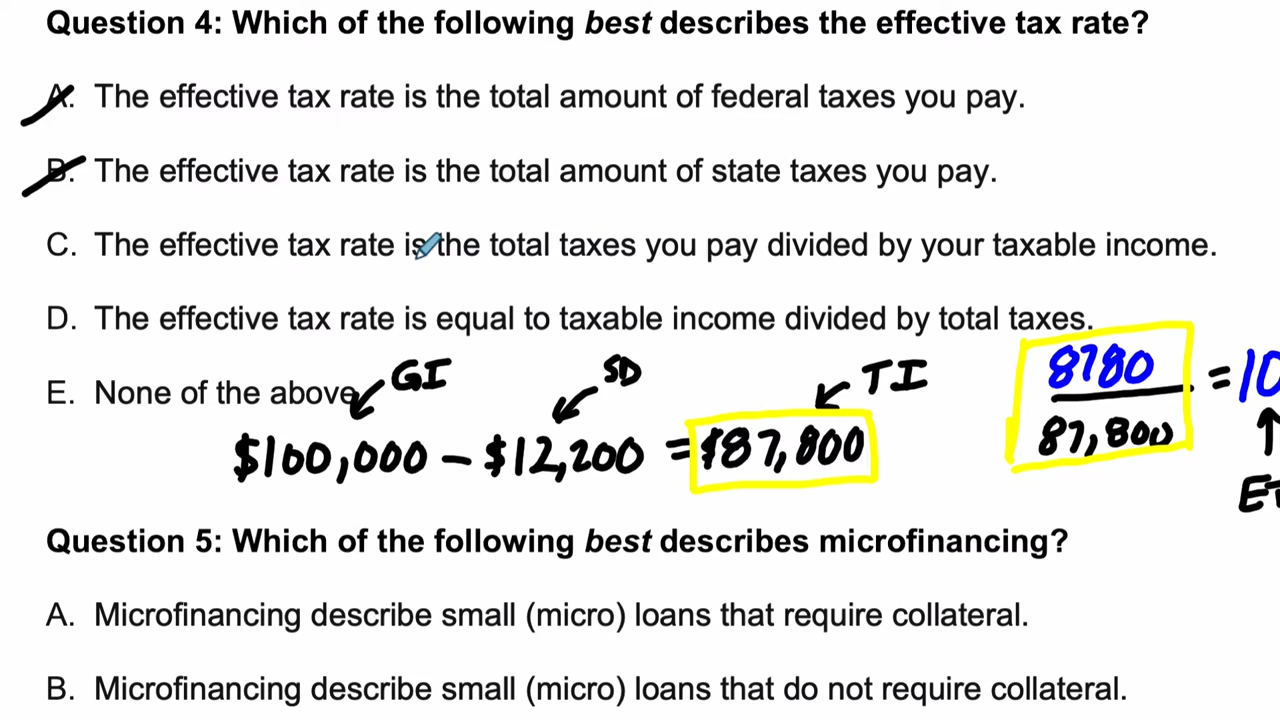 Question 4: Which of the following best describes the effective tax rate?
A. The effective tax rate is the total amount of federal taxes you pay.
B. The effective tax rate is the total amount of state taxes you pay.
C. The effective tax rate is the total taxes you pay divided by your taxable income.
D. The effective tax rate is equal to taxable income divided by total taxes.
E. None of the above
GI SD TI
$100,000 - $12,200 = $87,800
8780
87,800
= 10
Question 5: Which of the following best describes microfinancing?
A. Microfinancing describe small (micro) loans that require collateral.
B. Microfinancing describe small (micro) loans that do not require collateral.